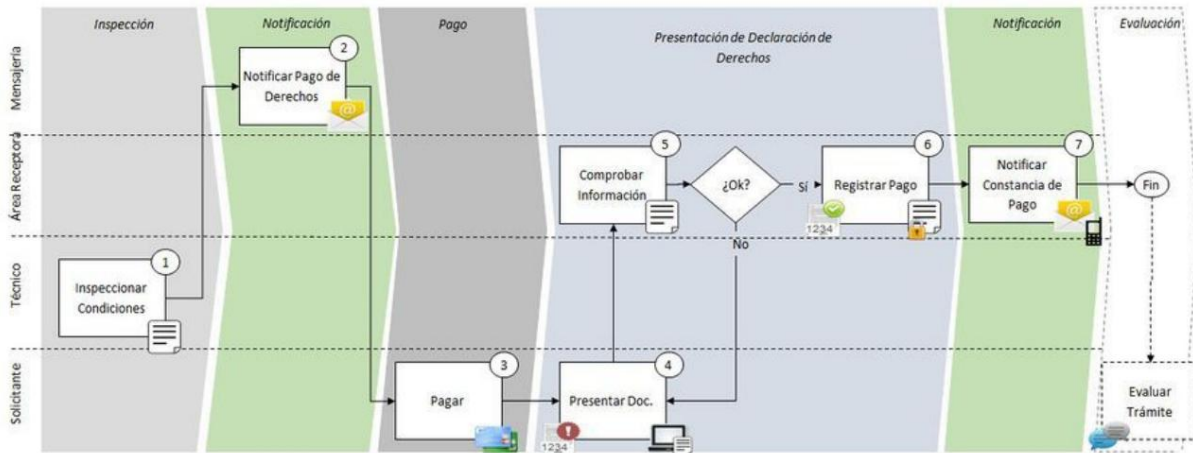 Inspección
Notificación
Pago
Presentación de Declaración de
Derechos
Notificación
Evaluación
Mensajería
2
Notificar Pago de
Derechos
@
Área Receptora
5
Comprobar
Información
¿Ok?
Sí
No
6
Registrar Pago
1234
7
Notificar
Constancia de
Pago
@
Fin
Técnico
1
Inspeccionar
Condiciones
Solicitante
3
Pagar
4
Presentar Doc.
1234
Evaluar
Trámite